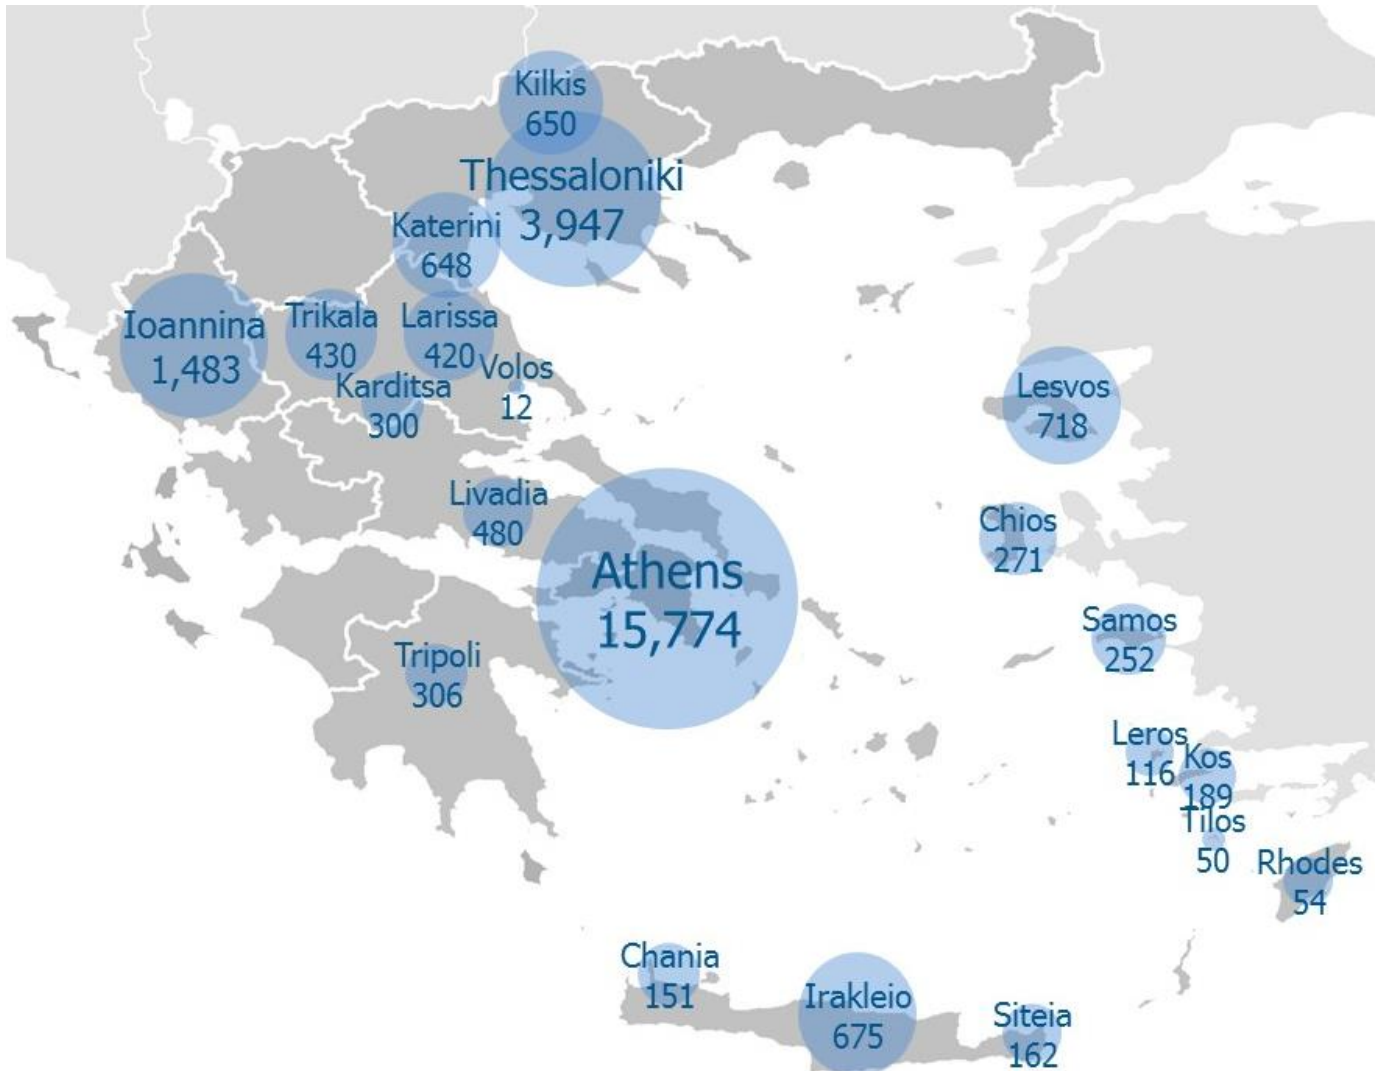 Kilkis
650
Thessaloniki
3,947
Katerini
648
Ioannina
1,483
Trikala
430
Larissa
420
Volos
12
Karditsa
300
Lesvos
718
Livadia
480
Chios
271
Athens
15,774
Samos
252
Tripoli
306
Leros
116
Kos
189
Tilos
50
Rhodes
54
Chania
151
Irakleio
675
Siteia
162